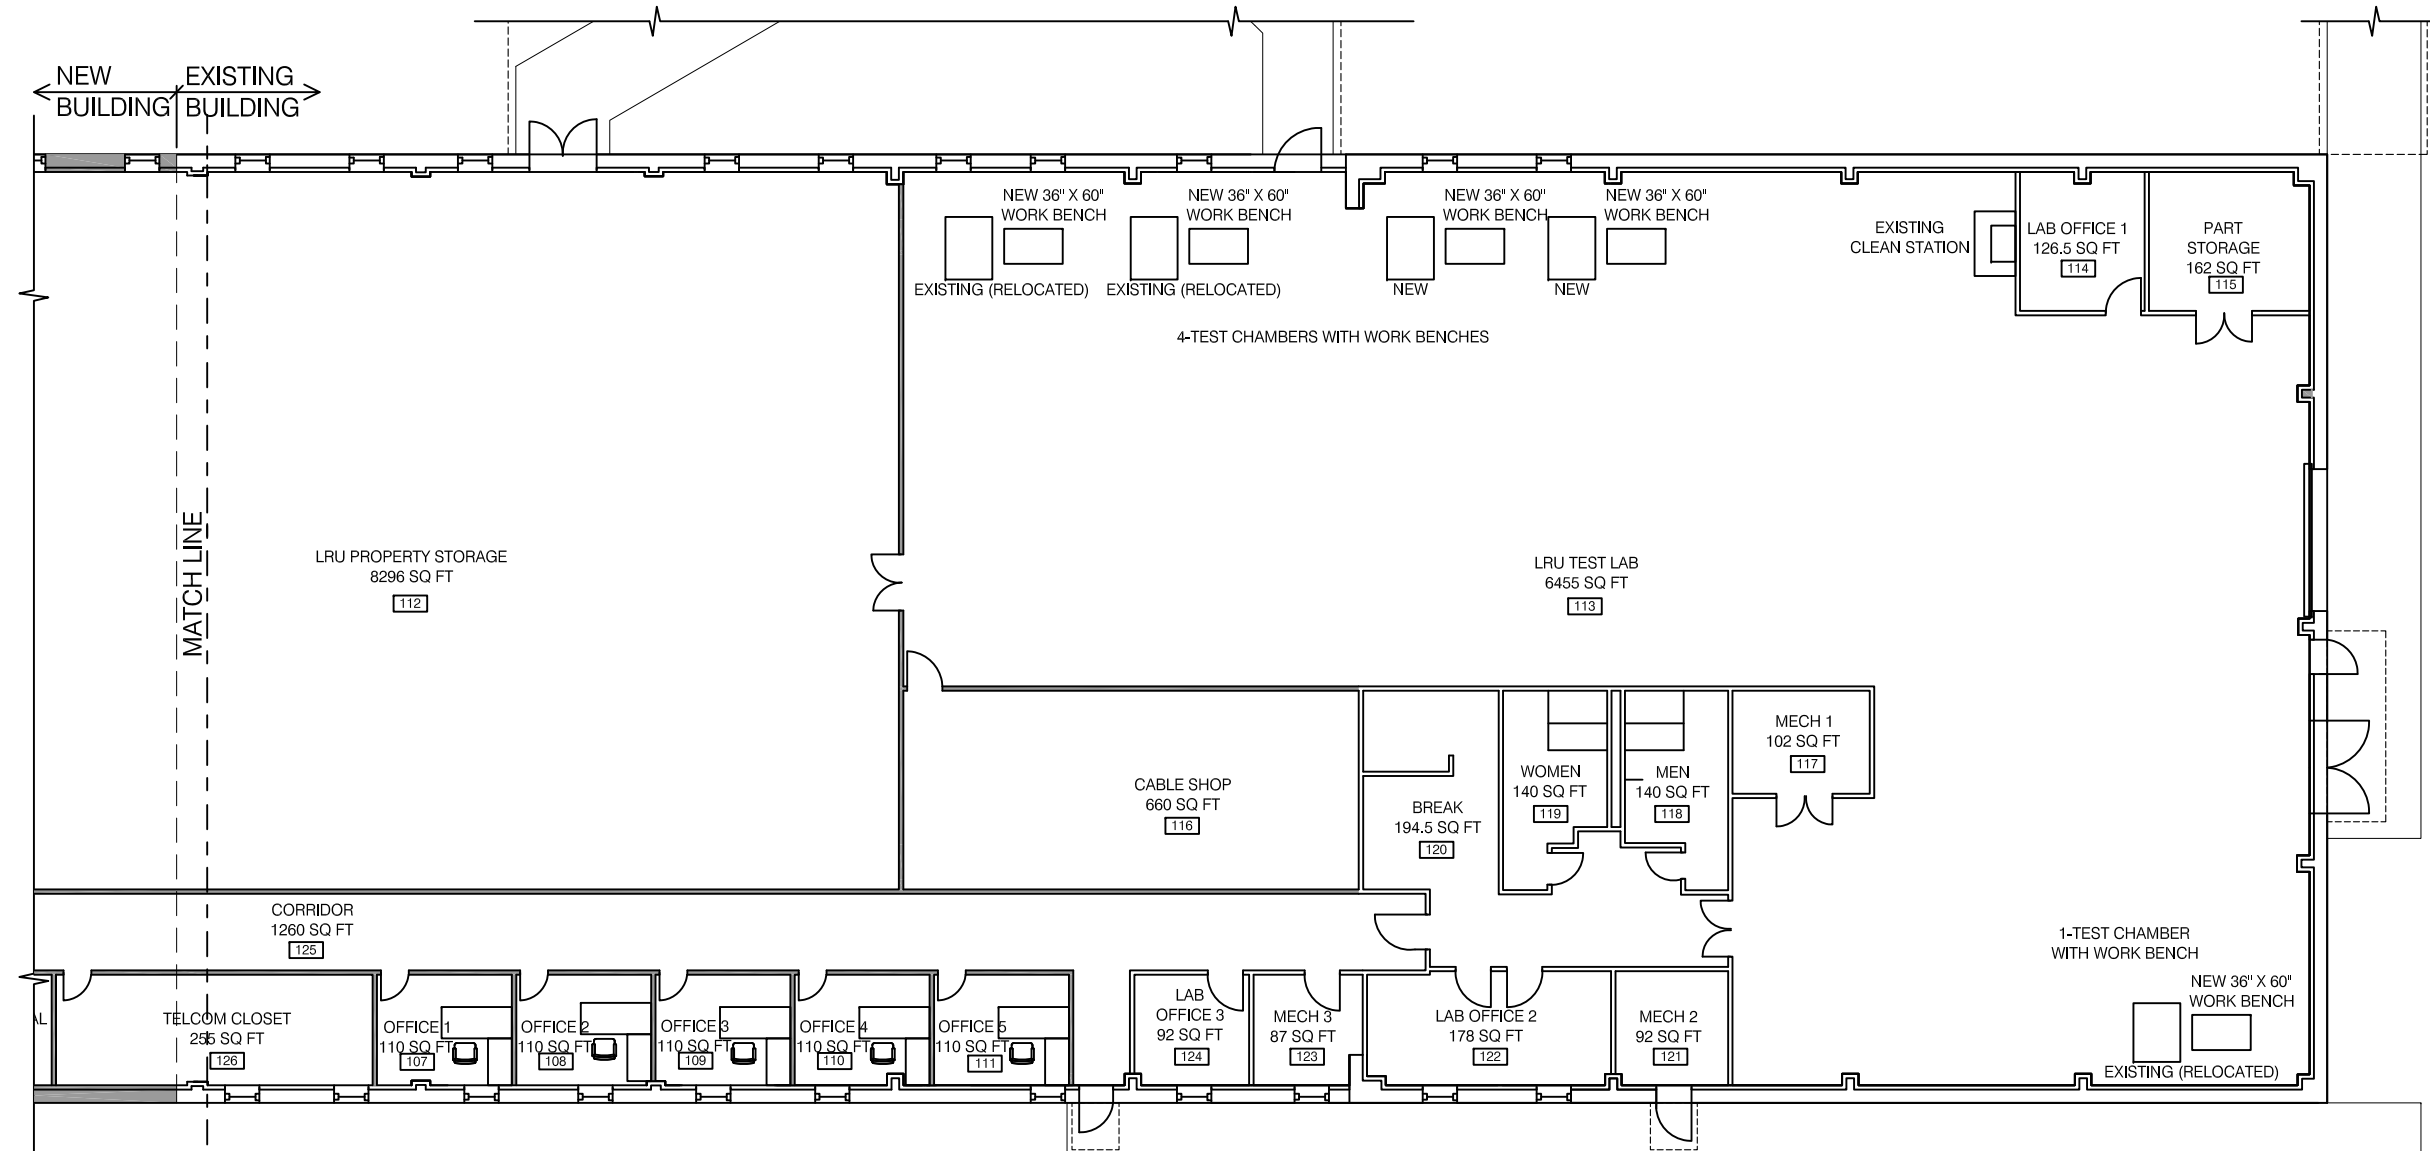 NEW
BUILDING
EXISTING
BUILDING
MATCH LINE
NEW 36" X 60"
WORK BENCH
EXISTING (RELOCATED)
NEW 36" X 60"
WORK BENCH
EXISTING (RELOCATED)
NEW 36" X 60"
WORK BENCH
NEW
NEW 36" X 60"
WORK BENCH
NEW
4-TEST CHAMBERS WITH WORK BENCHES
EXISTING
CLEAN STATION
LAB OFFICE 1
126.5 SQ FT
114
PART
STORAGE
162 SQ FT
115
LRU PROPERTY STORAGE
8296 SQ FT
112
LRU TEST LAB
6455 SQ FT
113
CABLE SHOP
660 SQ FT
116
BREAK
194.5 SQ FT
120
WOMEN
140 SQ FT
119
MEN
140 SQ FT
118
MECH 1
102 SQ FT
117
CORRIDOR
1260 SQ FT
125
1-TEST CHAMBER
WITH WORK BENCH
NEW 36" X 60"
WORK BENCH
EXISTING (RELOCATED)
AL
TELCOM CLOSET
255 SQ FT
126
OFFICE 1
110 SQ FT
107
OFFICE 2
110 SQ FT
108
OFFICE 3
110 SQ FT
109
OFFICE 4
110 SQ FT
110
OFFICE 5
110 SQ FT
111
LAB
OFFICE 3
92 SQ FT
124
MECH 3
87 SQ FT
123
LAB OFFICE 2
178 SQ FT
122
MECH 2
92 SQ FT
121